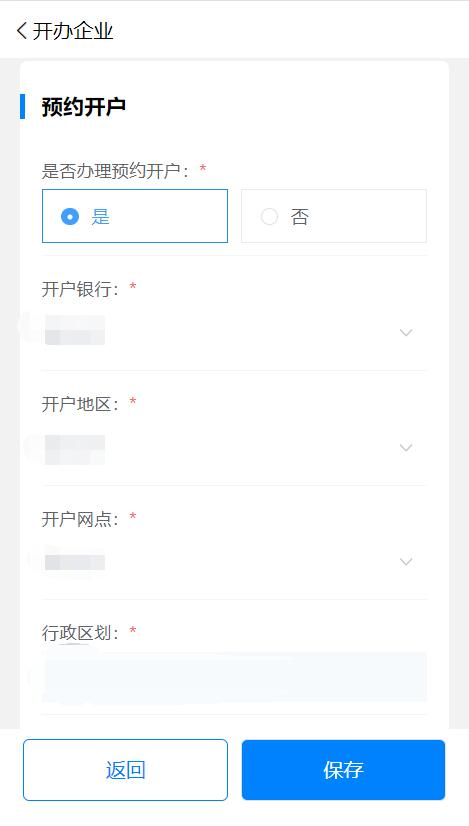 开办企业
预约开户
是否办理预约开户：*
是 否
开户银行：*
开户地区：*
开户网点：*
行政区划：*
返回 保存